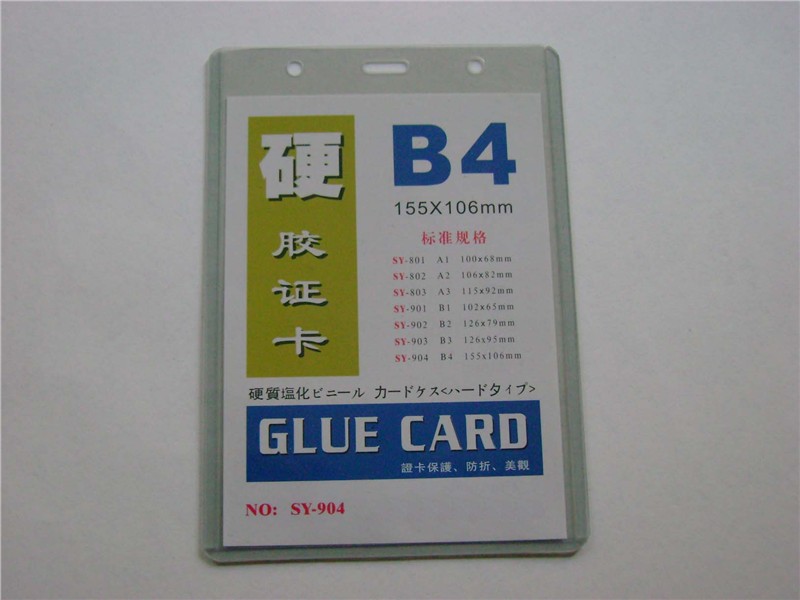 硬
胶
证
卡
B4
155X106mm
标准规格
SY-801 A1 100x68mm
SY-802 A2 106x82mm
SY-803 A3 115x92mm
SY-901 B1 102x65mm
SY-902 B2 126x79mm
SY-903 B3 126x95mm
SY-904 B4 155x106mm
硬質塩化ビニール カードケス<ハードタイプ>
GLUE CARD
證卡保護、防折、美觀
NO: SY-904